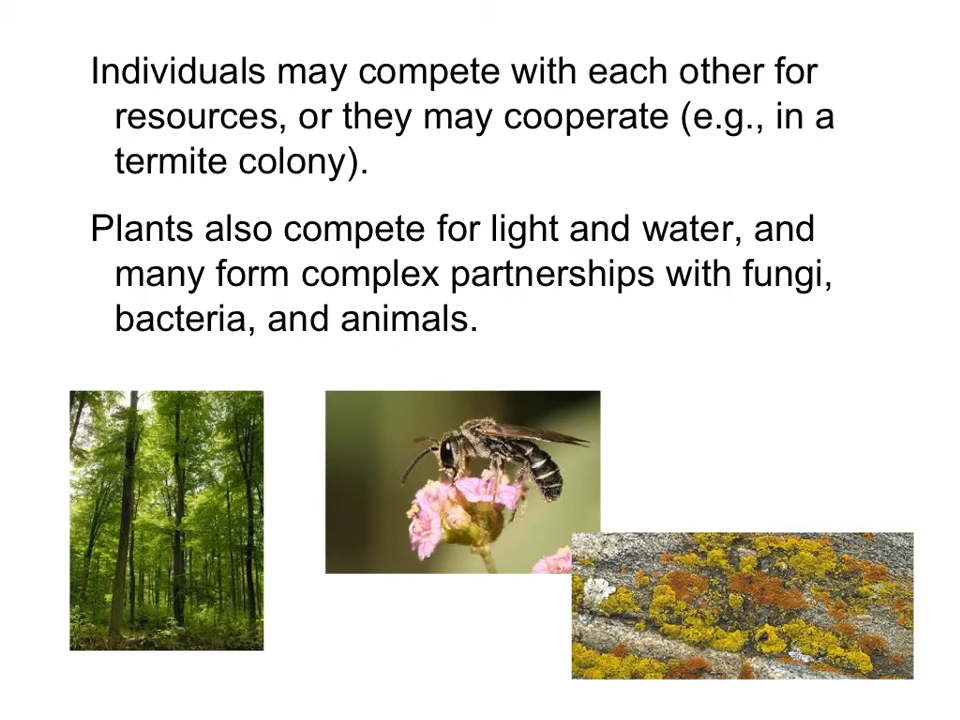 Individuals may compete with each other for
resources, or they may cooperate (e.g., in a
termite colony).
Plants also compete for light and water, and
many form complex partnerships with fungi,
bacteria, and animals.